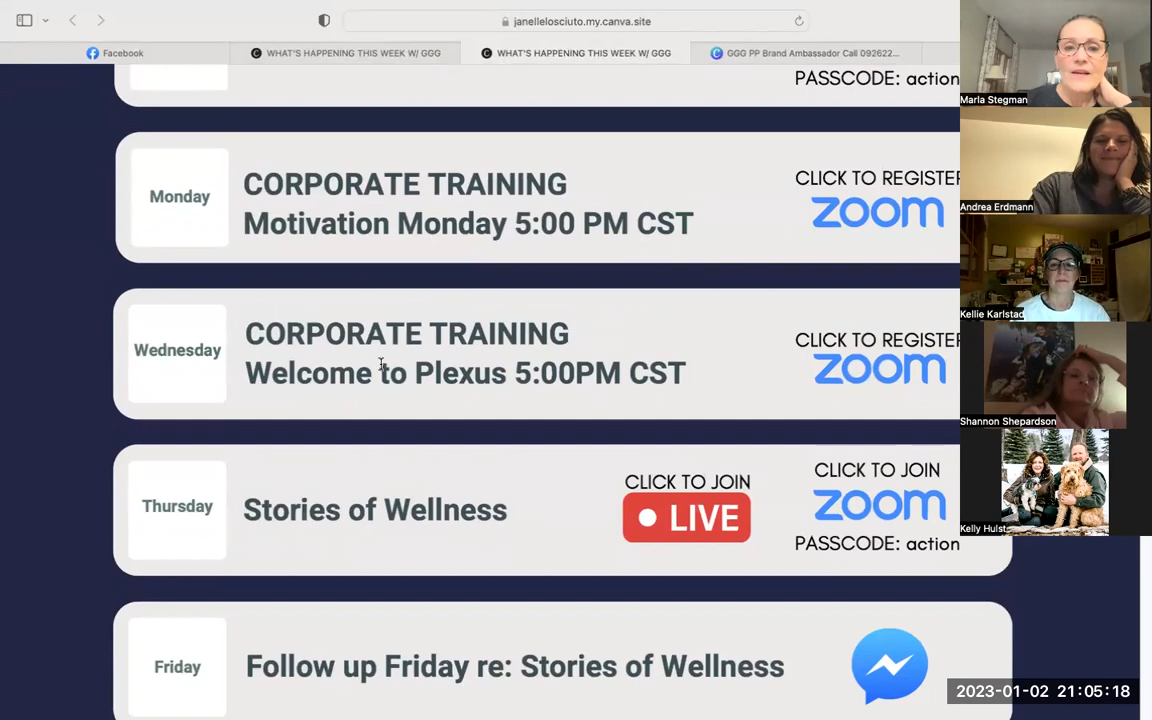 janellelosciuto.my.canva.site
Facebook
WHAT'S HAPPENING THIS WEEK W/ GGG
WHAT'S HAPPENING THIS WEEK W/ GGG
GGG PP Brand Ambassador Call 092622...
PASSCODE: action
Monday
CORPORATE TRAINING
Motivation Monday 5:00 PM CST
CLICK TO REGISTER
zoom
Wednesday
CORPORATE TRAINING
Welcome to Plexus 5:00PM CST
CLICK TO REGISTER
zoom
Thursday
Stories of Wellness
CLICK TO JOIN
LIVE
CLICK TO JOIN
zoom
PASSCODE: action
Friday
Follow up Friday re: Stories of Wellness
Marla Stegman
Andrea Erdmann
Kellie Karlstad
Shannon Shepardson
Kelly Hulst
2023-01-02 21:05:18